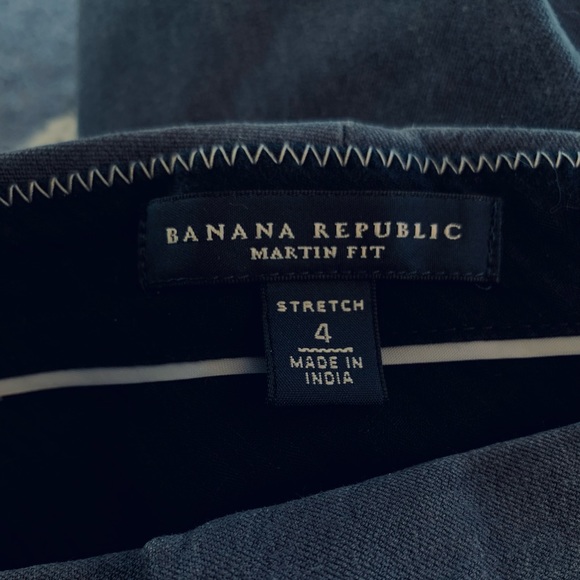 BANANA REPUBLIC
MARTIN FIT
STRETCH
4
MADE IN
INDIA